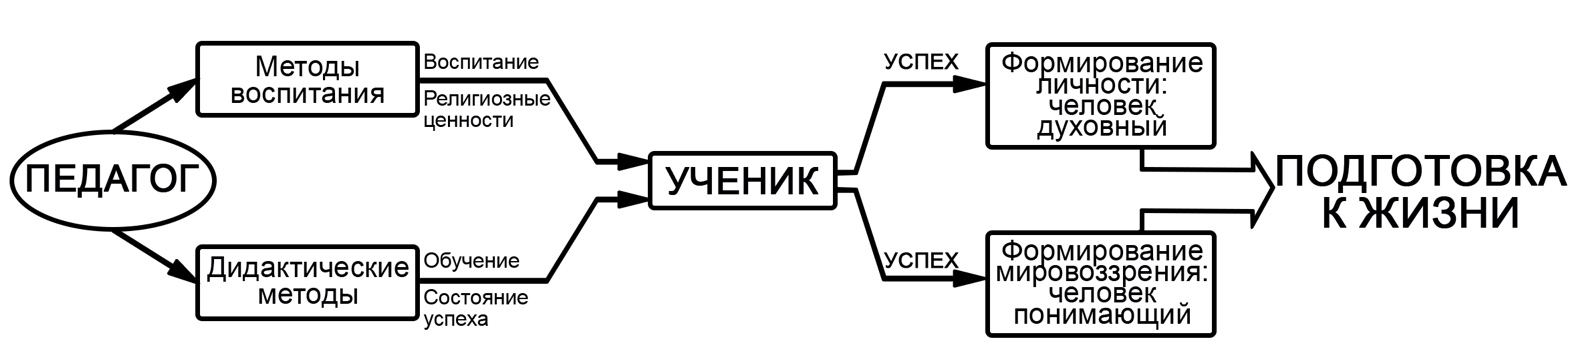 ПЕДАГОГ
Методы
воспитания
Воспитание
Религиозные
ценности
Дидактические
методы
Обучение
Состояние
успеха
УЧЕНИК
УСПЕХ
Формирование
личности:
человек
духовный
УСПЕХ
Формирование
мировоззрения:
человек
понимающий
ПОДГОТОВКА
К ЖИЗНИ